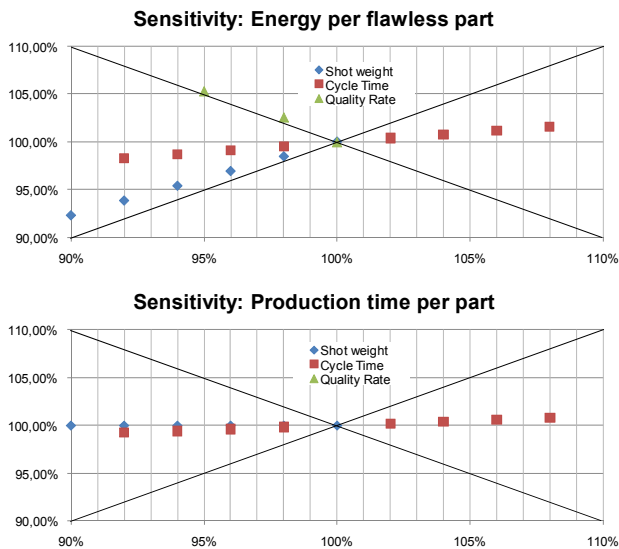 Sensitivity: Energy per flawless part
110,00%
105,00%
100,00%
95,00%
90,00%
Shot weight
Cycle Time
Quality Rate
90%
95%
100%
105%
110%
Sensitivity: Production time per part
110,00%
105,00%
100,00%
95,00%
90,00%
Shot weight
Cycle Time
Quality Rate
90%
95%
100%
105%
110%